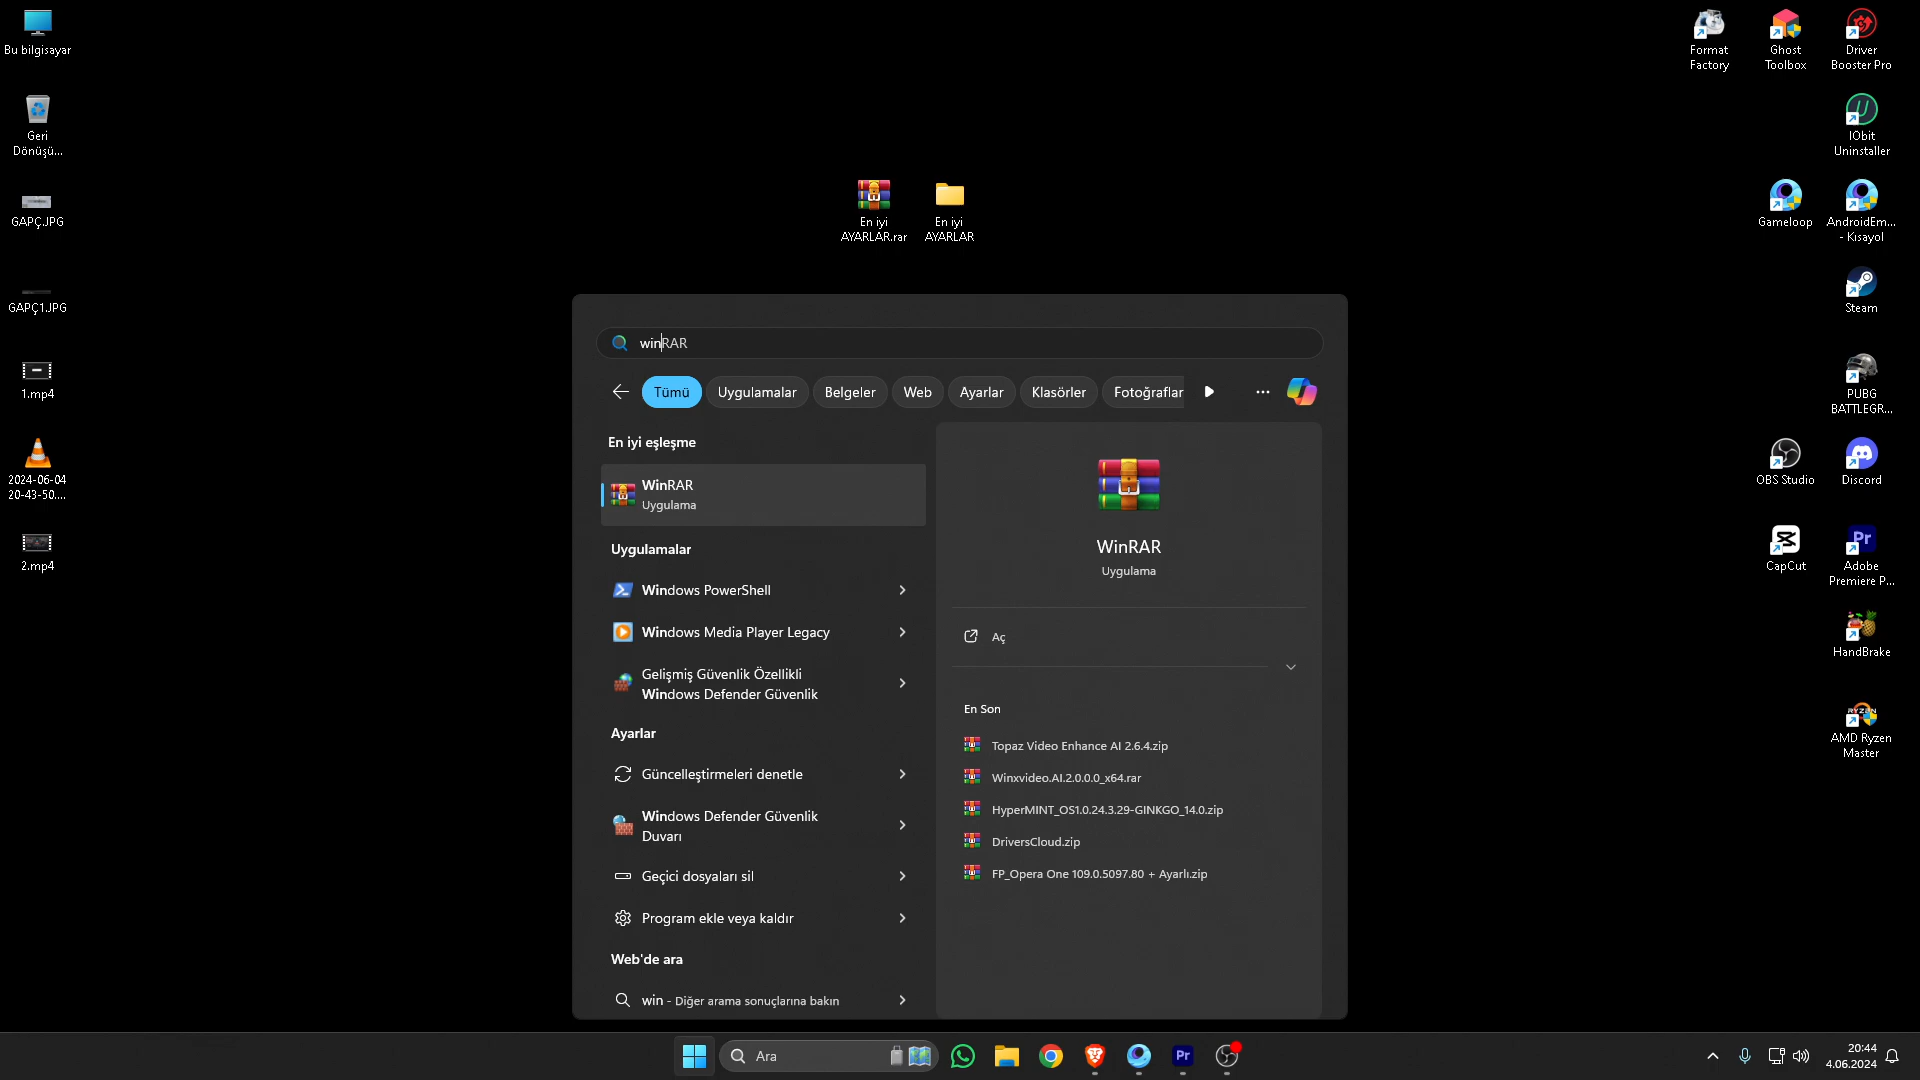 Bu bilgisayar
Geri
Dönüşü...
GAPÇ.JPG
GAPÇ1.JPG
1.mp4
2024-06-04
20-43-50....
2.mp4
En iyi
AYARLAR.rar
En iyi
AYARLAR
Format
Factory
Ghost
Toolbox
Driver
Booster Pro
IObit
Uninstaller
Gameloop
AndroidEm...
- Kısayol
Steam
PUBG
BATTLEGR...
OBS Studio
Discord
CapCut
Adobe
Premiere P...
HandBrake
AMD Ryzen
Master
winRAR
Tümü
Uygulamalar
Belgeler
Web
Ayarlar
Klasörler
Fotoğraflar
En iyi eşleşme
WinRAR
Uygulama
Uygulamalar
Windows PowerShell
Windows Media Player Legacy
Gelişmiş Güvenlik Özellikli
Windows Defender Güvenlik
Ayarlar
Güncelleştirmeleri denetle
Windows Defender Güvenlik
Duvarı
Geçici dosyaları sil
Program ekle veya kaldır
Web'de ara
win - Diğer arama sonuçlarına bakın
WinRAR
Uygulama
Aç
En Son
Topaz Video Enhance AI 2.6.4.zip
Winxvideo.AI.2.0.0.0_x64.rar
HyperMINT_OS1.0.24.3.29-GINKGO_14.0.zip
DriversCloud.zip
FP_Opera One 109.0.5097.80 + Ayarlı.zip
Ara
Pr
20:44
4.06.2024